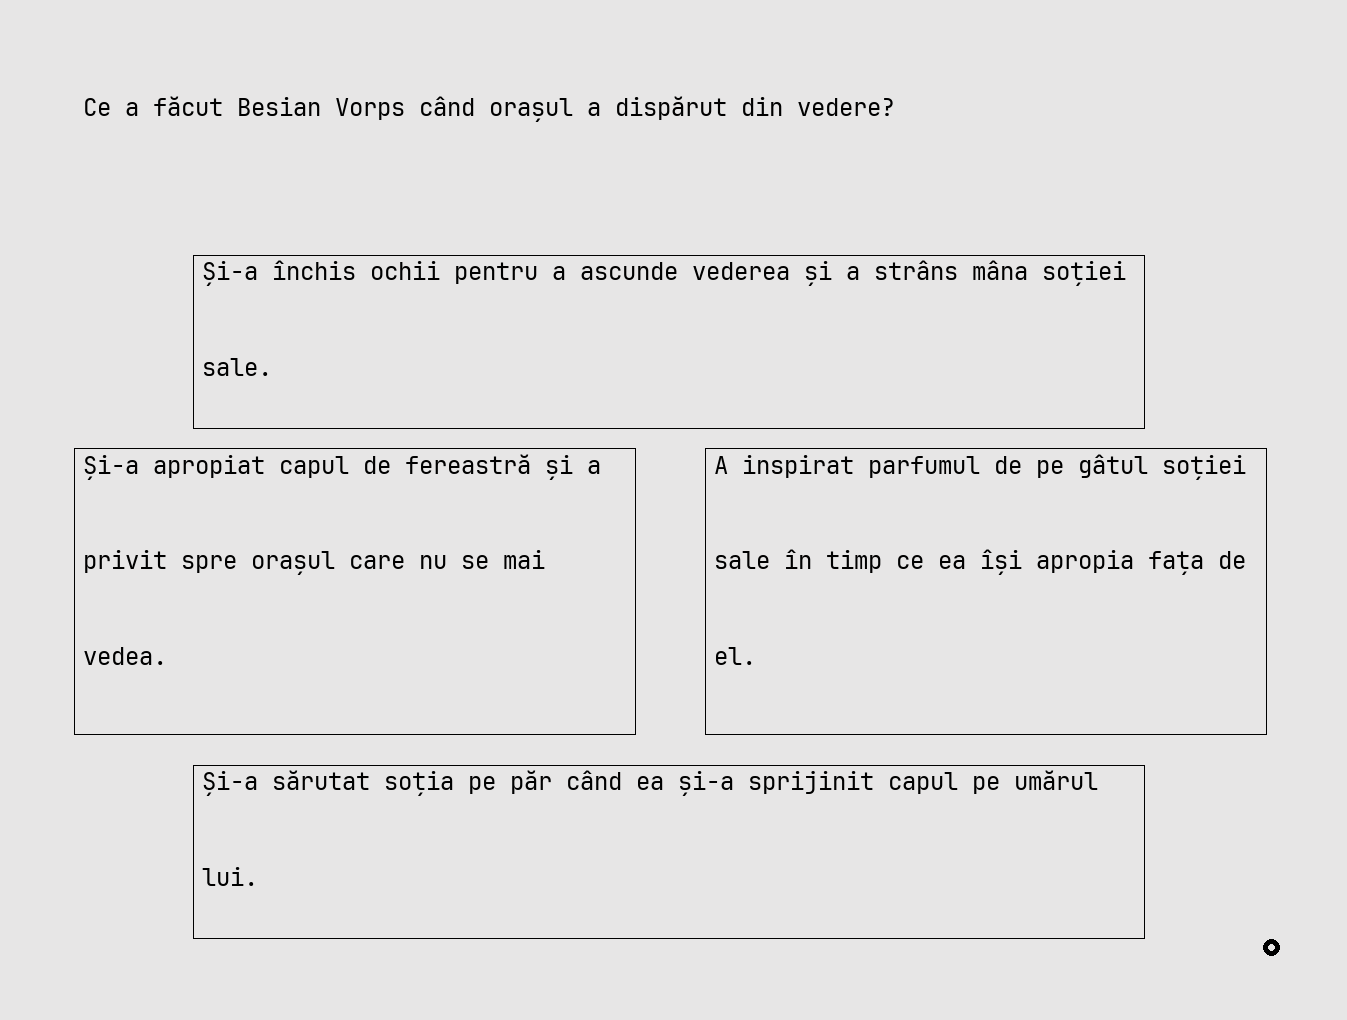 Ce a făcut Besian Vorps când orașul a dispărut din vedere?
Și-a închis ochii pentru a ascunde vederea și a strâns mâna soției
sale.
Și-a apropiat capul de fereastră și a
privit spre orașul care nu se mai
vedea.
A inspirat parfumul de pe gâtul soției
sale în timp ce ea își apropia fața de
el.
Și-a sărutat soția pe păr când ea și-a sprijinit capul pe umărul
lui.